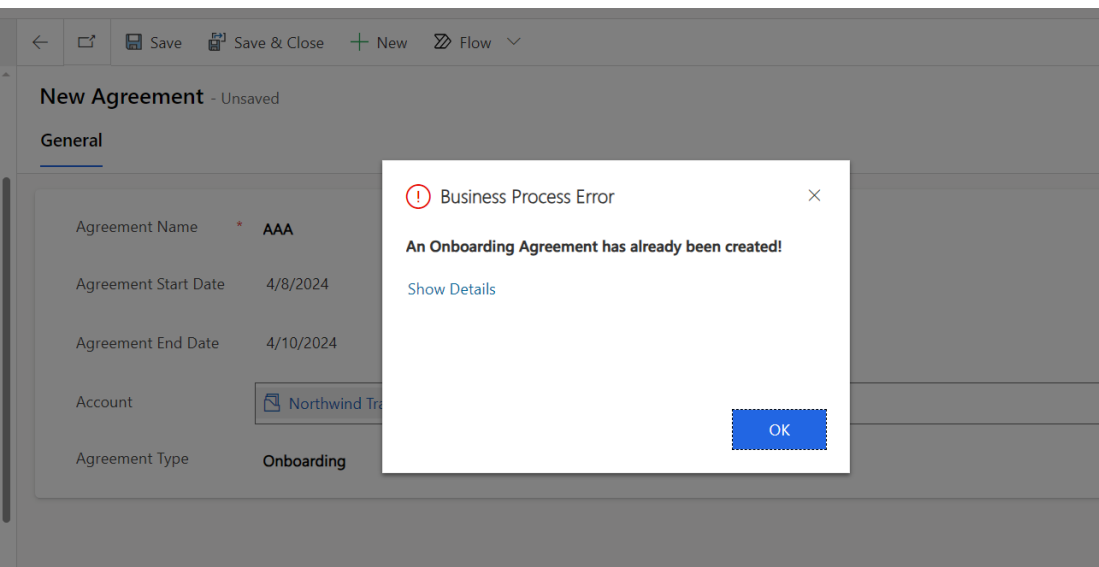 Save
Save & Close
New
Flow
New Agreement - Unsaved
General
Business Process Error
An Onboarding Agreement has already been created!
Show Details
OK
Agreement Name * AAA
Agreement Start Date 4/8/2024
Agreement End Date 4/10/2024
Account Northwind
Agreement Type Onboarding